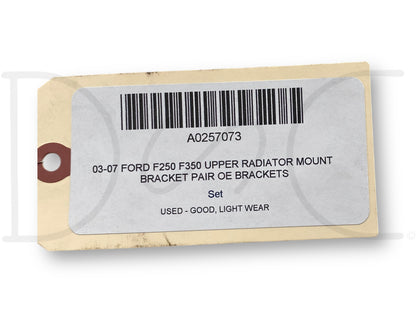 A0257073
03-07 FORD F250 F350 UPPER RADIATOR MOUNT
BRACKET PAIR OE BRACKETS
Set
USED - GOOD, LIGHT WEAR